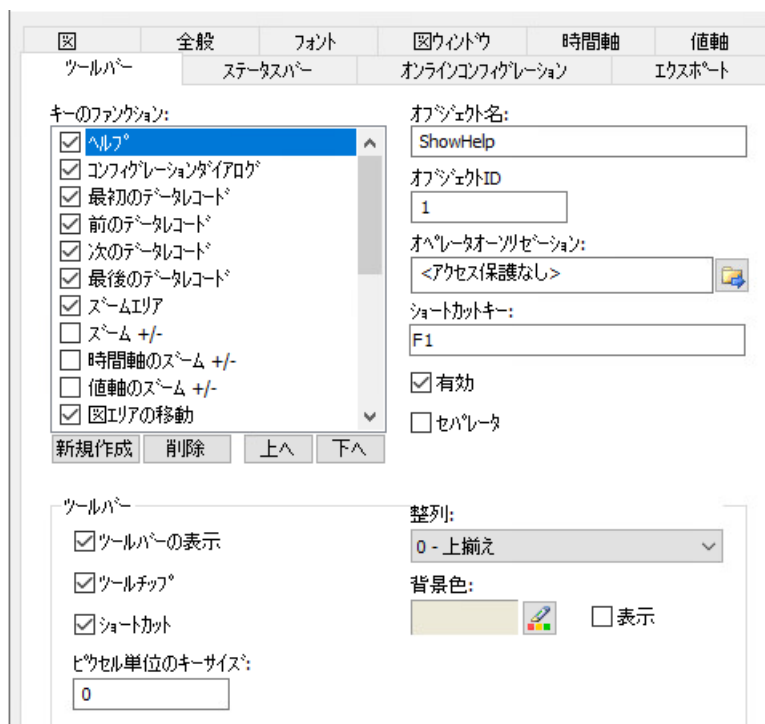 図 全般 フォント 図ウィンドウ 時間軸 値軸
ツールバー ステータスバー オンラインコンフィグレーション エクスポート
キーのファンクション:
ヘルプ
コンフィグレーションダイアログ
最初のデータレコード
前のデータレコード
次のデータレコード
最後のデータレコード
ズームエリア
ズーム +/-
時間軸のズーム +/-
値軸のズーム +/-
図エリアの移動
新規作成 削除 上へ 下へ
オブジェクト名:
ShowHelp
オブジェクトID
1
オペレータオーソリゼーション:
<アクセス保護なし>
ショートカットキー:
F1
有効
セパレータ
ツールバー
ツールバーの表示
ツールチップ
ショートカット
ピクセル単位のキーサイズ:
0
整列:
0 - 上揃え
背景色:
表示